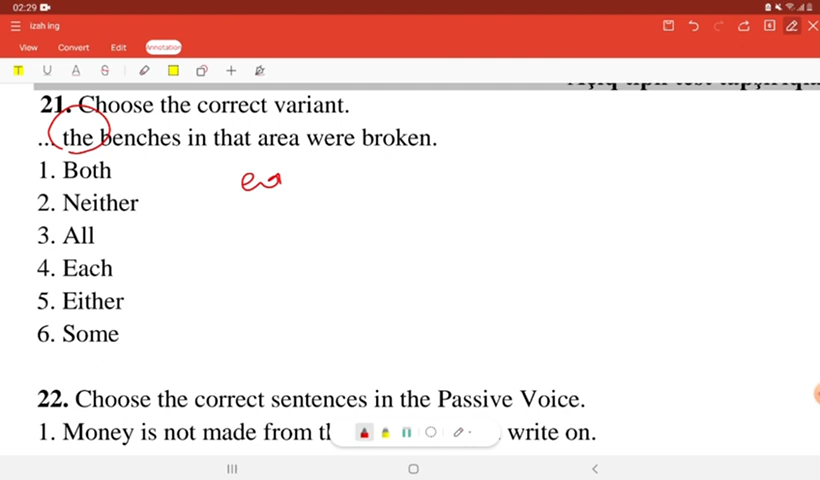 02:29
izah ing
View Convert Edit Annotation
21. Choose the correct variant.
... the benches in that area were broken.
1. Both
2. Neither
3. All
4. Each
5. Either
6. Some
22. Choose the correct sentences in the Passive Voice.
1. Money is not made from write on.